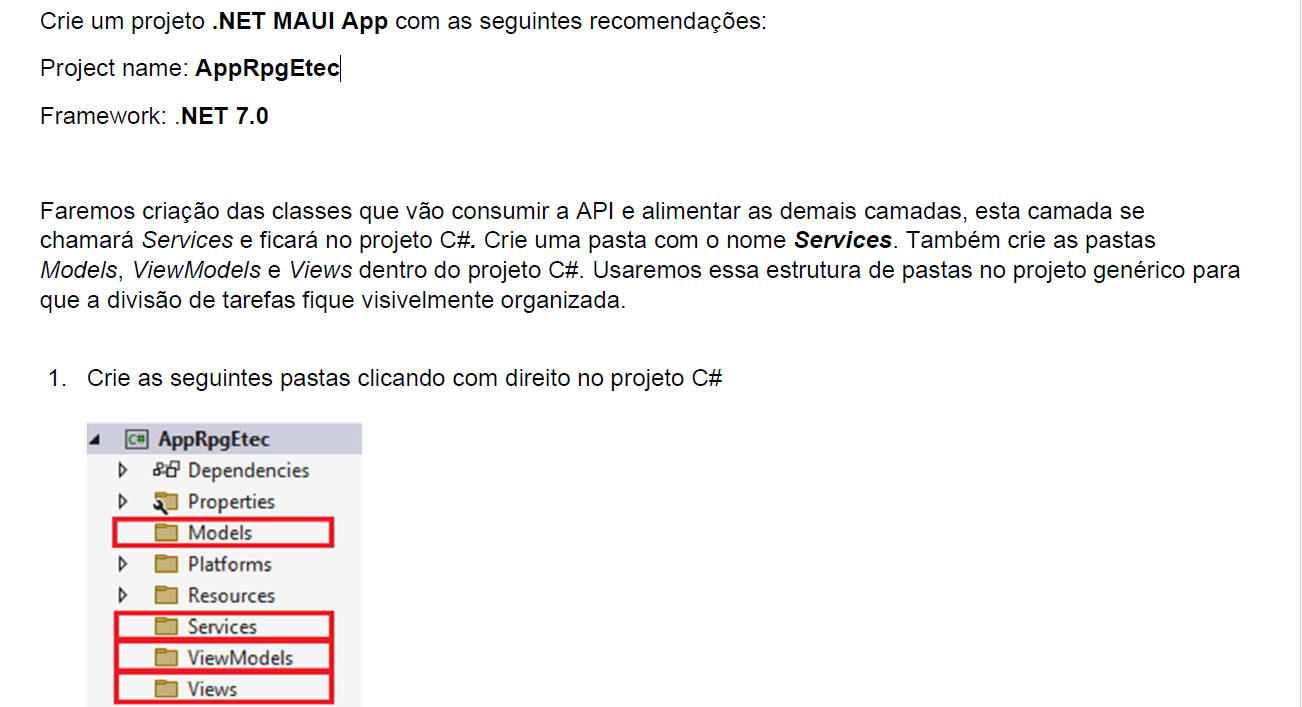 Crie um projeto .NET MAUI App com as seguintes recomendações:
Project name: AppRpgEtec
Framework: .NET 7.0
Faremos criação das classes que vão consumir a API e alimentar as demais camadas, esta camada se
chamará Services e ficará no projeto C#. Crie uma pasta com o nome Services. Também crie as pastas
Models, ViewModels e Views dentro do projeto C#. Usaremos essa estrutura de pastas no projeto genérico para
que a divisão de tarefas fique visivelmente organizada.
1. Crie as seguintes pastas clicando com direito no projeto C#
C# AppRpgEtec
Dependencies
Properties
Models
Platforms
Resources
Services
ViewModels
Views